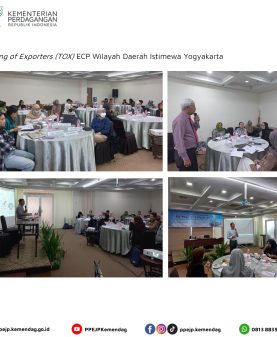 KEMENTERIAN
PERDAGANGAN
REPUBLIK INDONESIA
ing of Exporters (TOX) ECP Wilayah Daerah Istimewa Yogyakarta
ppejp.kemendag.go.id
PPEJPKemendag
ppejp.kemendag
0813 8835